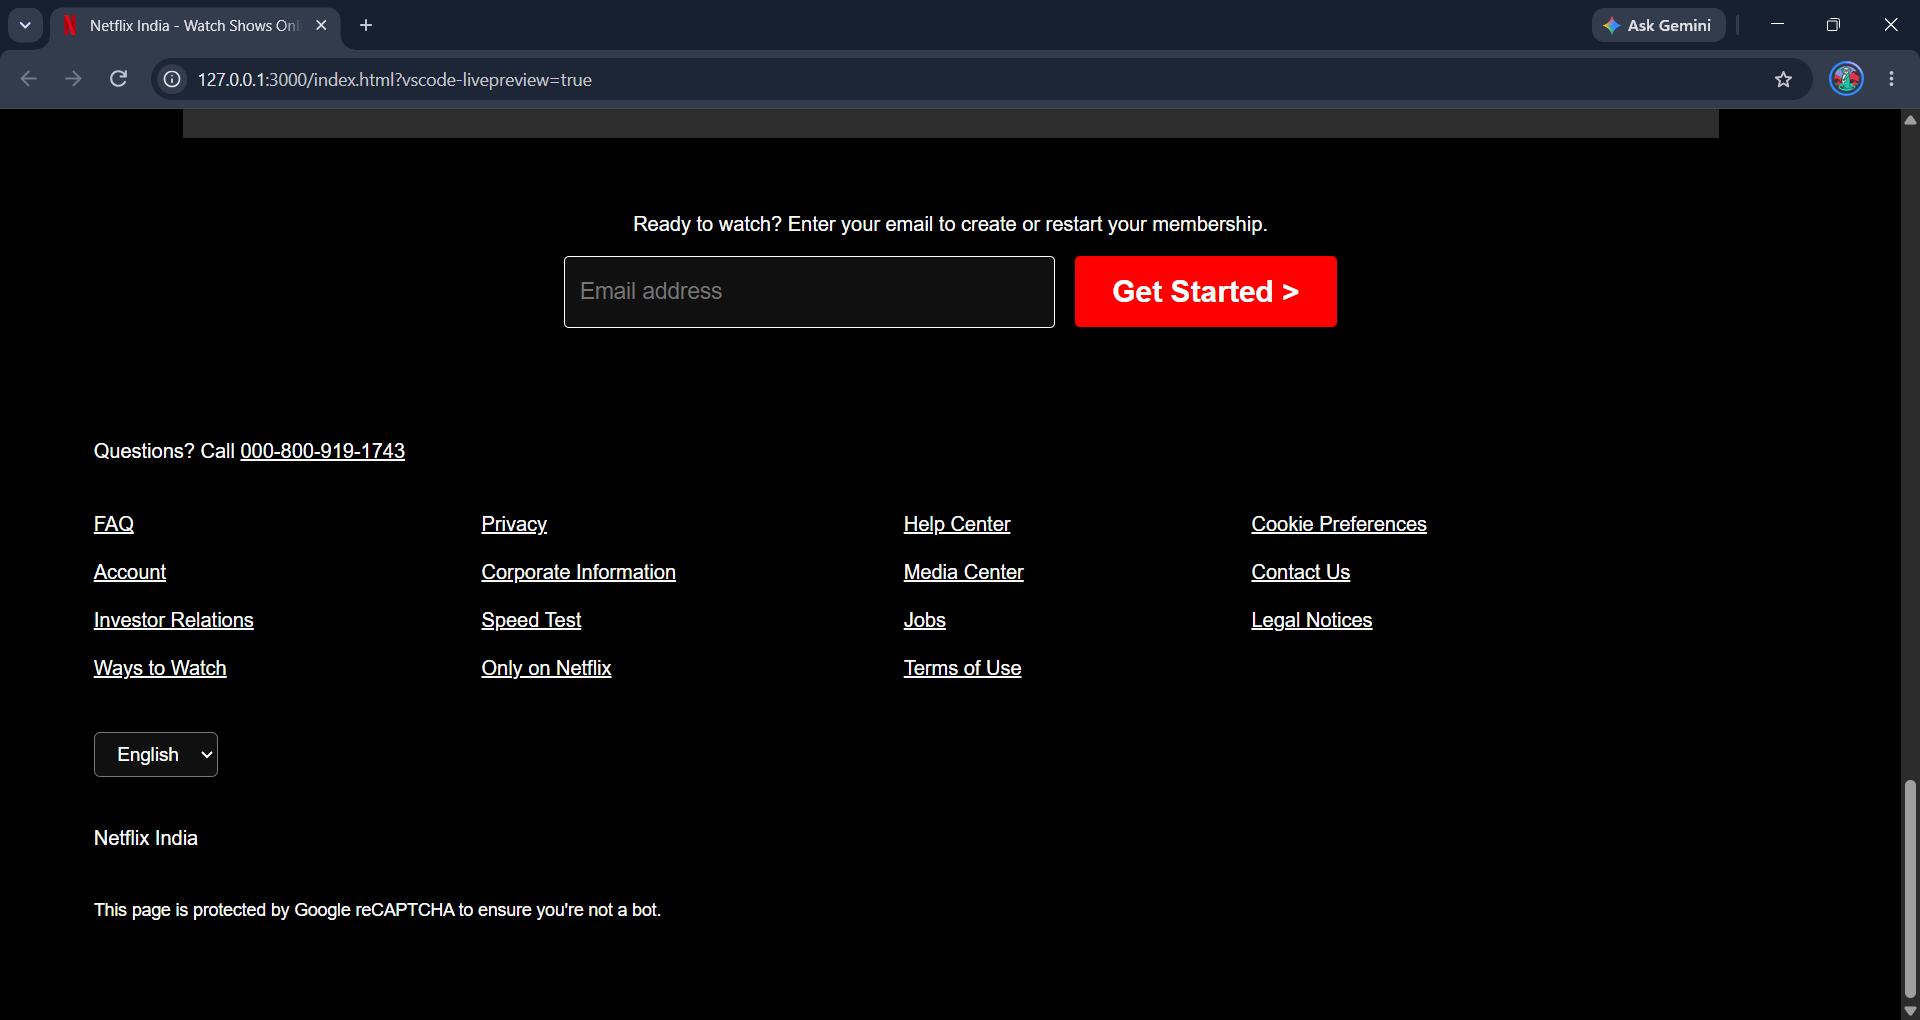 Netflix India - Watch Shows Onl
Ask Gemini
127.0.0.1:3000/index.html?vscode-livepreview=true
Ready to watch? Enter your email to create or restart your membership.
Email address
Get Started >
Questions? Call 000-800-919-1743
FAQ Privacy Help Center Cookie Preferences
Account Corporate Information Media Center Contact Us
Investor Relations Speed Test Jobs Legal Notices
Ways to Watch Only on Netflix Terms of Use
English
Netflix India
This page is protected by Google reCAPTCHA to ensure you're not a bot.